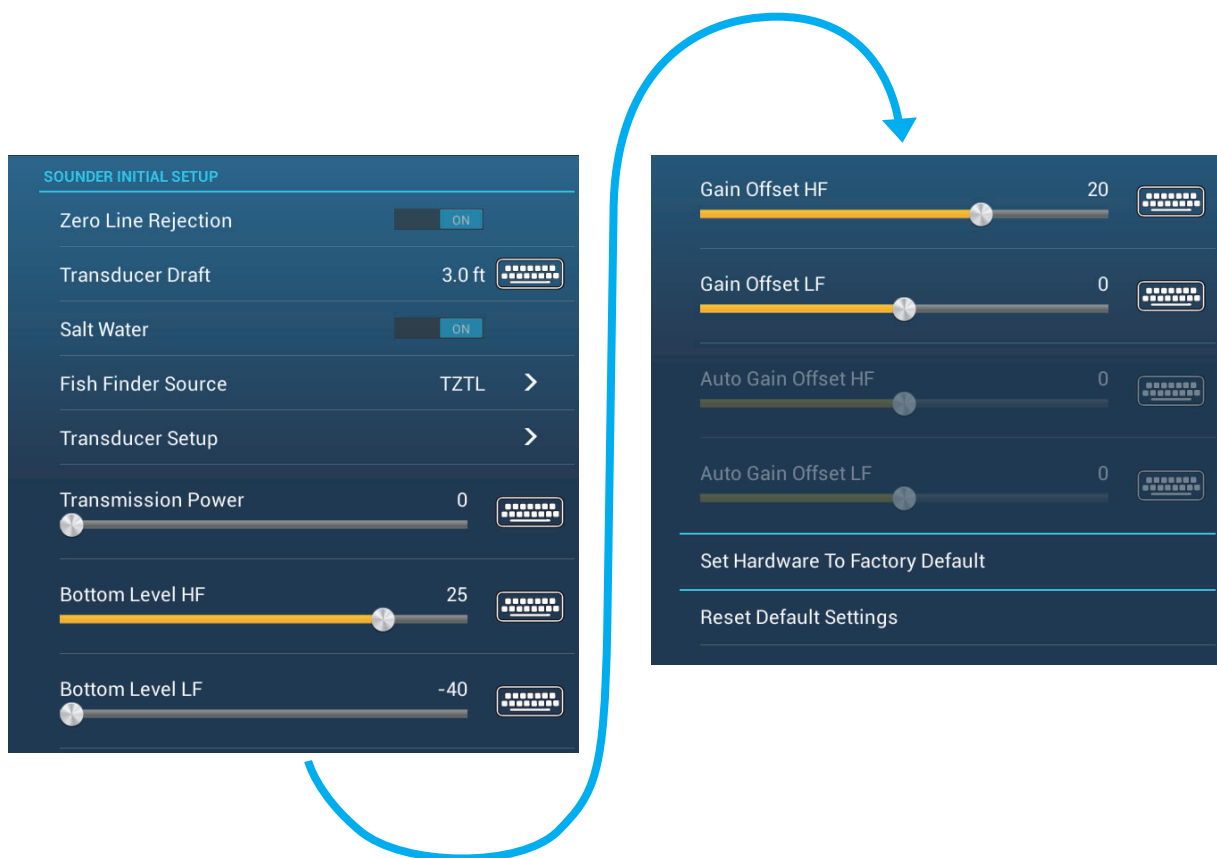 SOUNDER INITIAL SETUP
Zero Line Rejection ON
Transducer Draft 3.0 ft
Salt Water ON
Fish Finder Source TZTL
Transducer Setup
Transmission Power 0
Bottom Level HF 25
Bottom Level LF -40
Gain Offset HF 20
Gain Offset LF 0
Auto Gain Offset HF 0
Auto Gain Offset LF 0
Set Hardware To Factory Default
Reset Default Settings